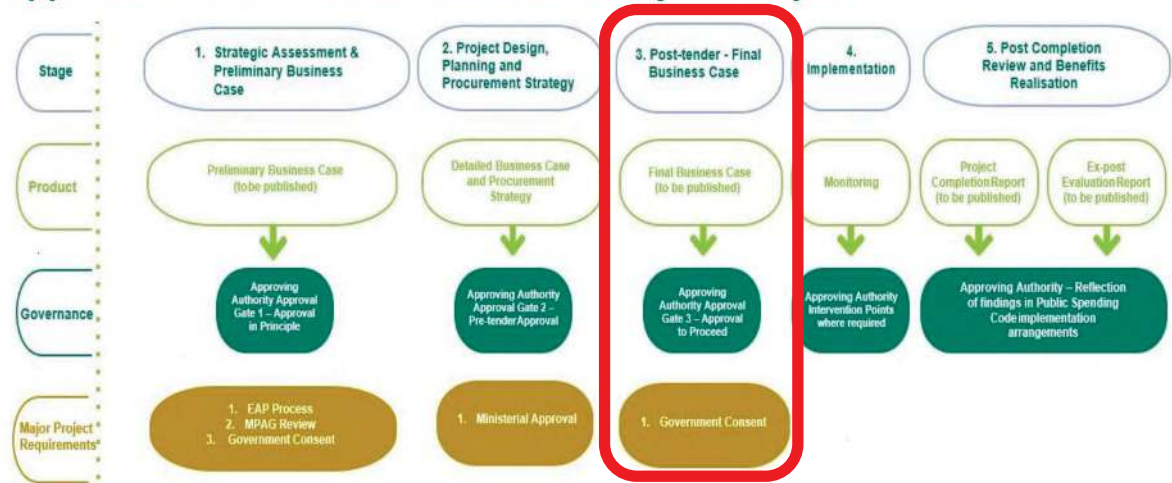 Stage
1. Strategic Assessment &
Preliminary Business
Case
2. Project Design,
Planning and
Procurement Strategy
3. Post-tender - Final
Business Case
4.
Implementation
5. Post Completion
Review and Benefits
Realisation
Product
Preliminary Business Case
(tobe published)
Detailed Business Case
and Procurement
Strategy
Final Business Case
(to be published)
Monitoring
Project
CompletionReport
(to be published)
Ex-post
EvaluationReport
(to be published)
Governance
Approving
Authority Approval
Gate 1 – Approval
in Principle
Approving Authority
Approval Gate 2 –
Pre-tender Approval
Approving
Authority Approval
Gate 3 – Approval
to Proceed
Approving Authority
Intervention Points
where required
Approving Authority – Reflection
of findings in Public Spending
Code implementation
arrangements
Major Project
Requirements
1. EAP Process
2. MPAG Review
3. Government Consent
1. Ministerial Approval
1. Government Consent